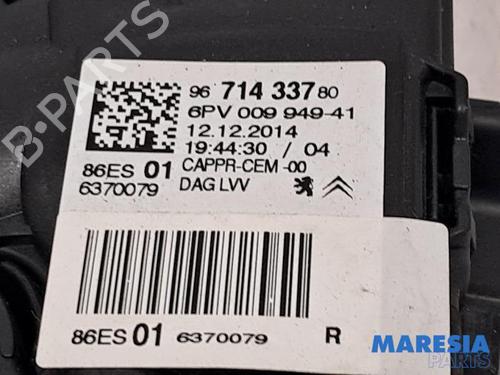 B-PARTS
96 714 337 80
6PV 009 949-41
12.12.2014
19:44:30 / 04
86ES 01 CAPPR-CEM -00
6370079 DAG LVV
86ES 01 6370079 R
MARESIA
PARTS